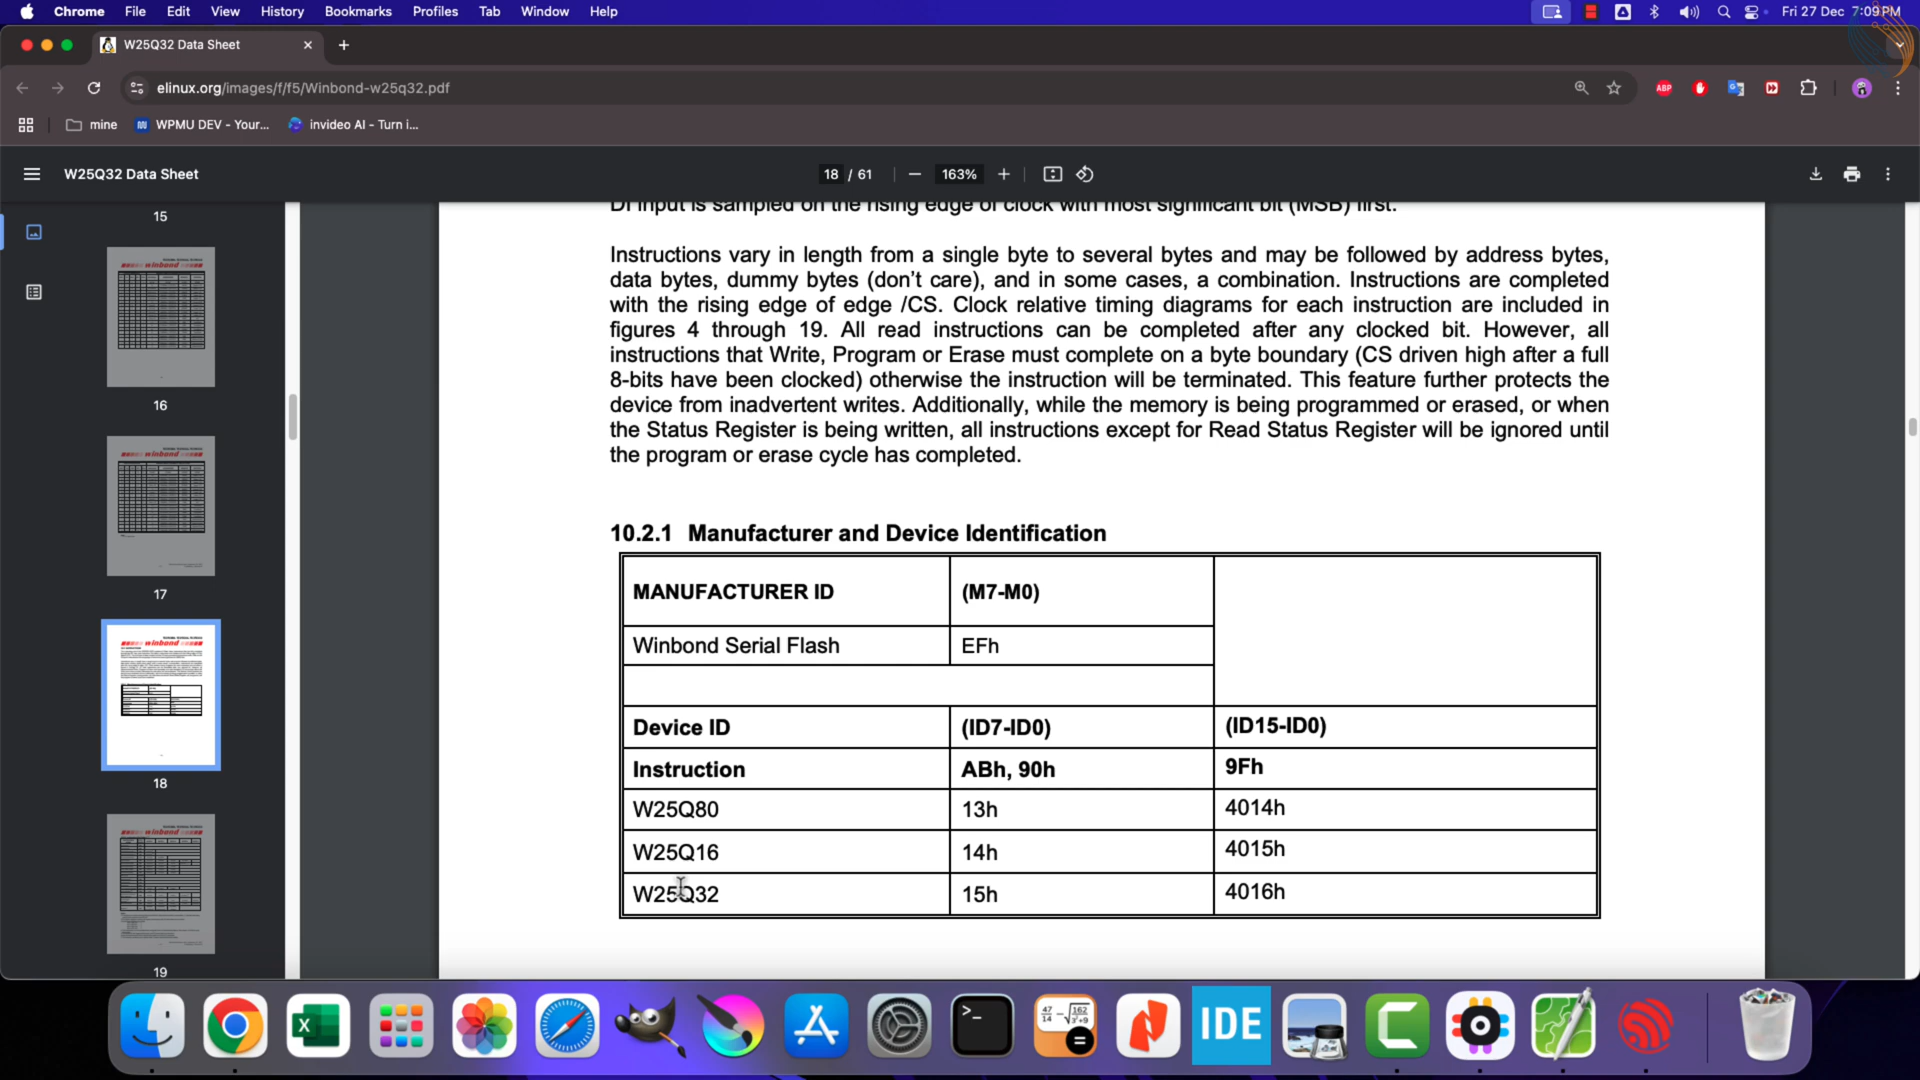 Chrome File Edit View History Bookmarks Profiles Tab Window Help Fri 27 Dec 7:09PM
W25Q32 Data Sheet
elinux.org/images/f/f5/Winbond-w25q32.pdf
ABP
mine WPMU DEV - Your... invideo AI - Turn i...
W25Q32 Data Sheet 18 / 61 163%
15
16
17
18
19
winbond
winbond
winbond
winbond
DI input is sampled on the rising edge of clock with most significant bit (MSB) first.
Instructions vary in length from a single byte to several bytes and may be followed by address bytes,
data bytes, dummy bytes (don't care), and in some cases, a combination. Instructions are completed
with the rising edge of edge /CS. Clock relative timing diagrams for each instruction are included in
figures 4 through 19. All read instructions can be completed after any clocked bit. However, all
instructions that Write, Program or Erase must complete on a byte boundary (CS driven high after a full
8-bits have been clocked) otherwise the instruction will be terminated. This feature further protects the
device from inadvertent writes. Additionally, while the memory is being programmed or erased, or when
the Status Register is being written, all instructions except for Read Status Register will be ignored until
the program or erase cycle has completed.
10.2.1 Manufacturer and Device Identification
MANUFACTURER ID (M7-M0)
Winbond Serial Flash EFh
Device ID (ID7-ID0) (ID15-ID0)
Instruction ABh, 90h 9Fh
W25Q80 13h 4014h
W25Q16 14h 4015h
W25Q32 15h 4016h
IDE